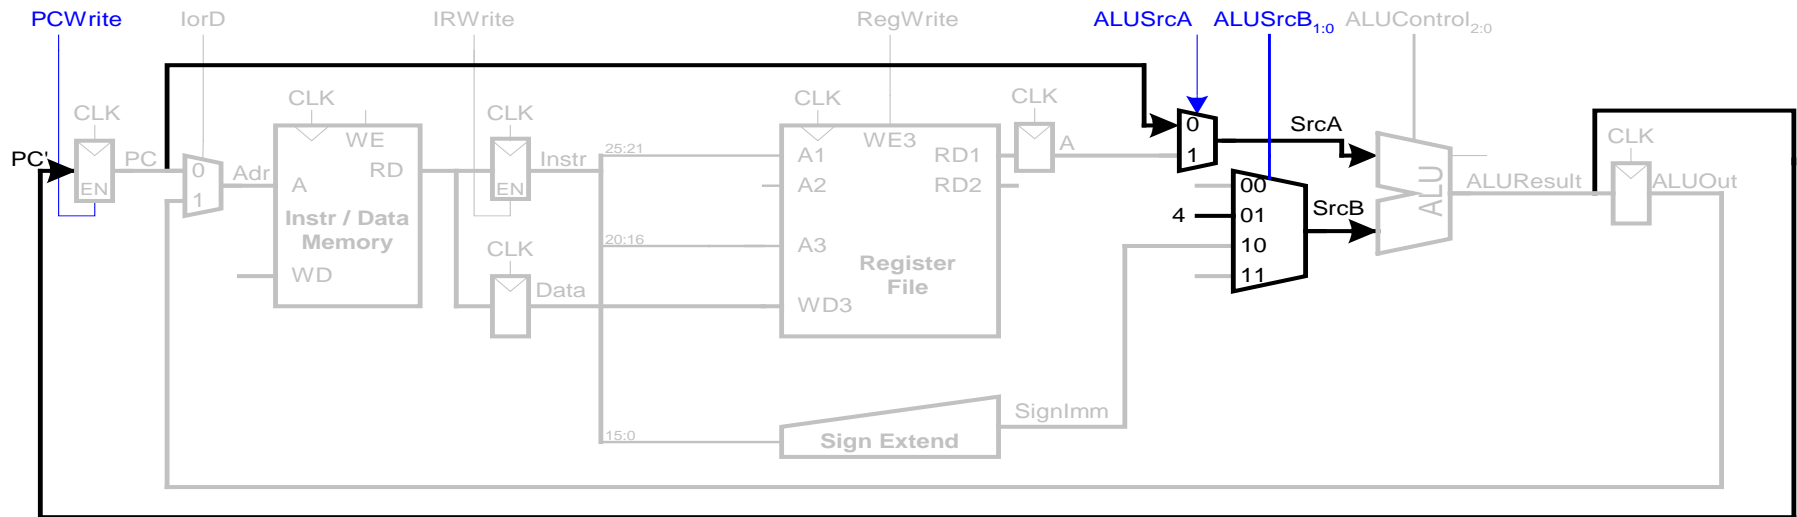 PCWrite IorD IRWrite RegWrite ALUSrcA ALUSrcB1:0 ALUControl2:0
CLK CLK CLK CLK CLK CLK
PC' PC EN
0 1 Adr
WE RD A
Instr / Data
Memory
WD
EN Instr
CLK
Data
25:21
20:16
15:0
WE3
A1 RD1
A2 RD2
A3
Register
File
WD3
A
0 1 SrcA
00
4 01 SrcB
10
11
ALU
ALUResult ALUOut
SignImm
Sign Extend